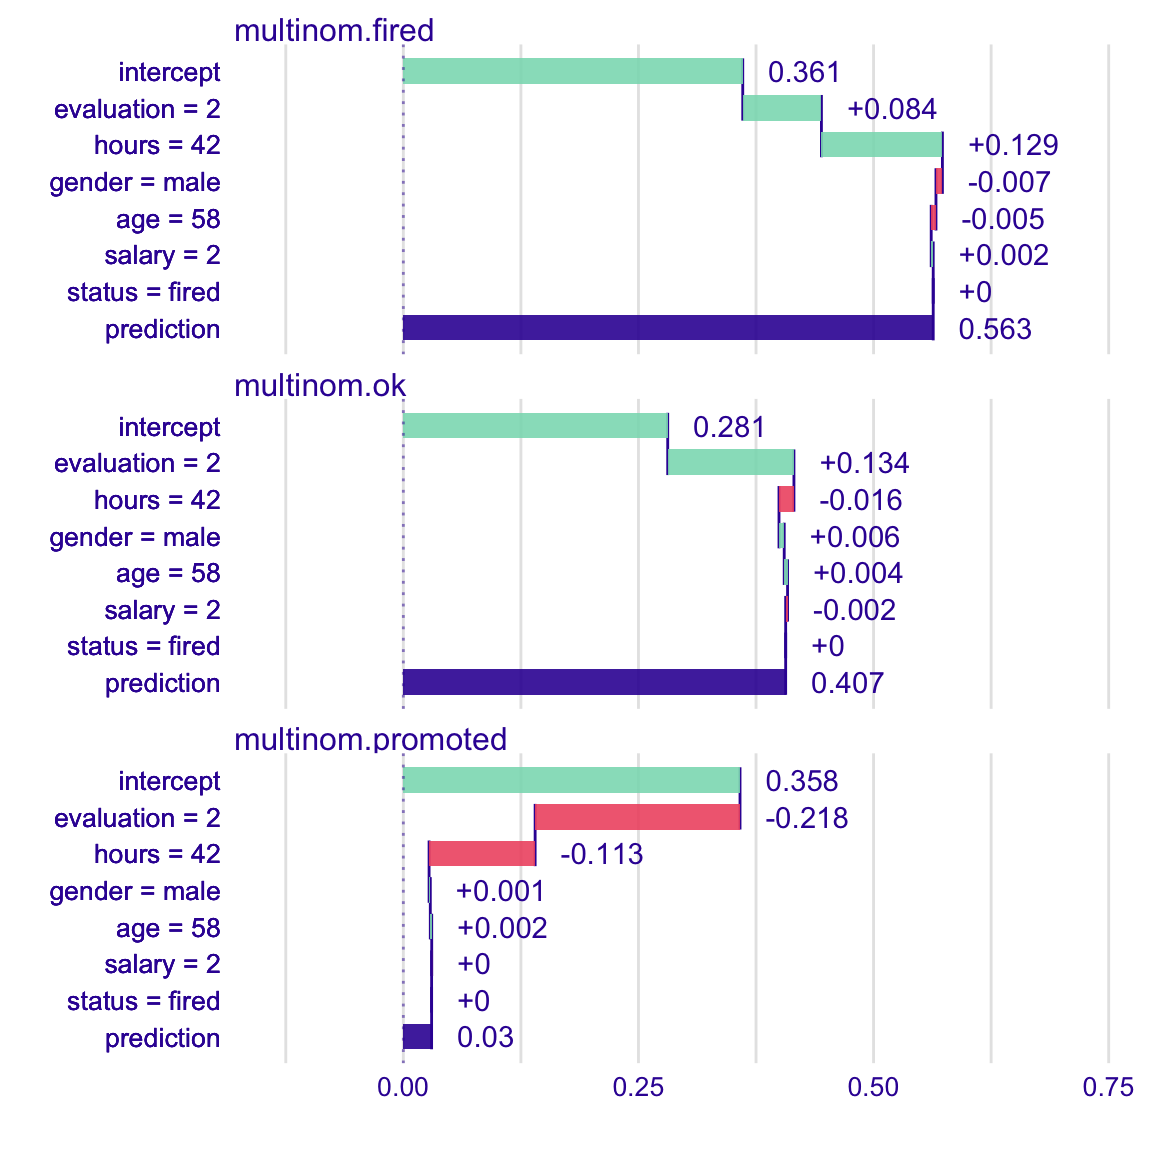 multinom.fired
intercept 0.361
evaluation = 2 +0.084
hours = 42 +0.129
gender = male -0.007
age = 58 -0.005
salary = 2 +0.002
status = fired +0
prediction 0.563
multinom.ok
intercept 0.281
evaluation = 2 +0.134
hours = 42 -0.016
gender = male +0.006
age = 58 +0.004
salary = 2 -0.002
status = fired +0
prediction 0.407
multinom.promoted
intercept 0.358
evaluation = 2 -0.218
hours = 42 -0.113
gender = male +0.001
age = 58 +0.002
salary = 2 +0
status = fired +0
prediction 0.03
0.00 0.25 0.50 0.75